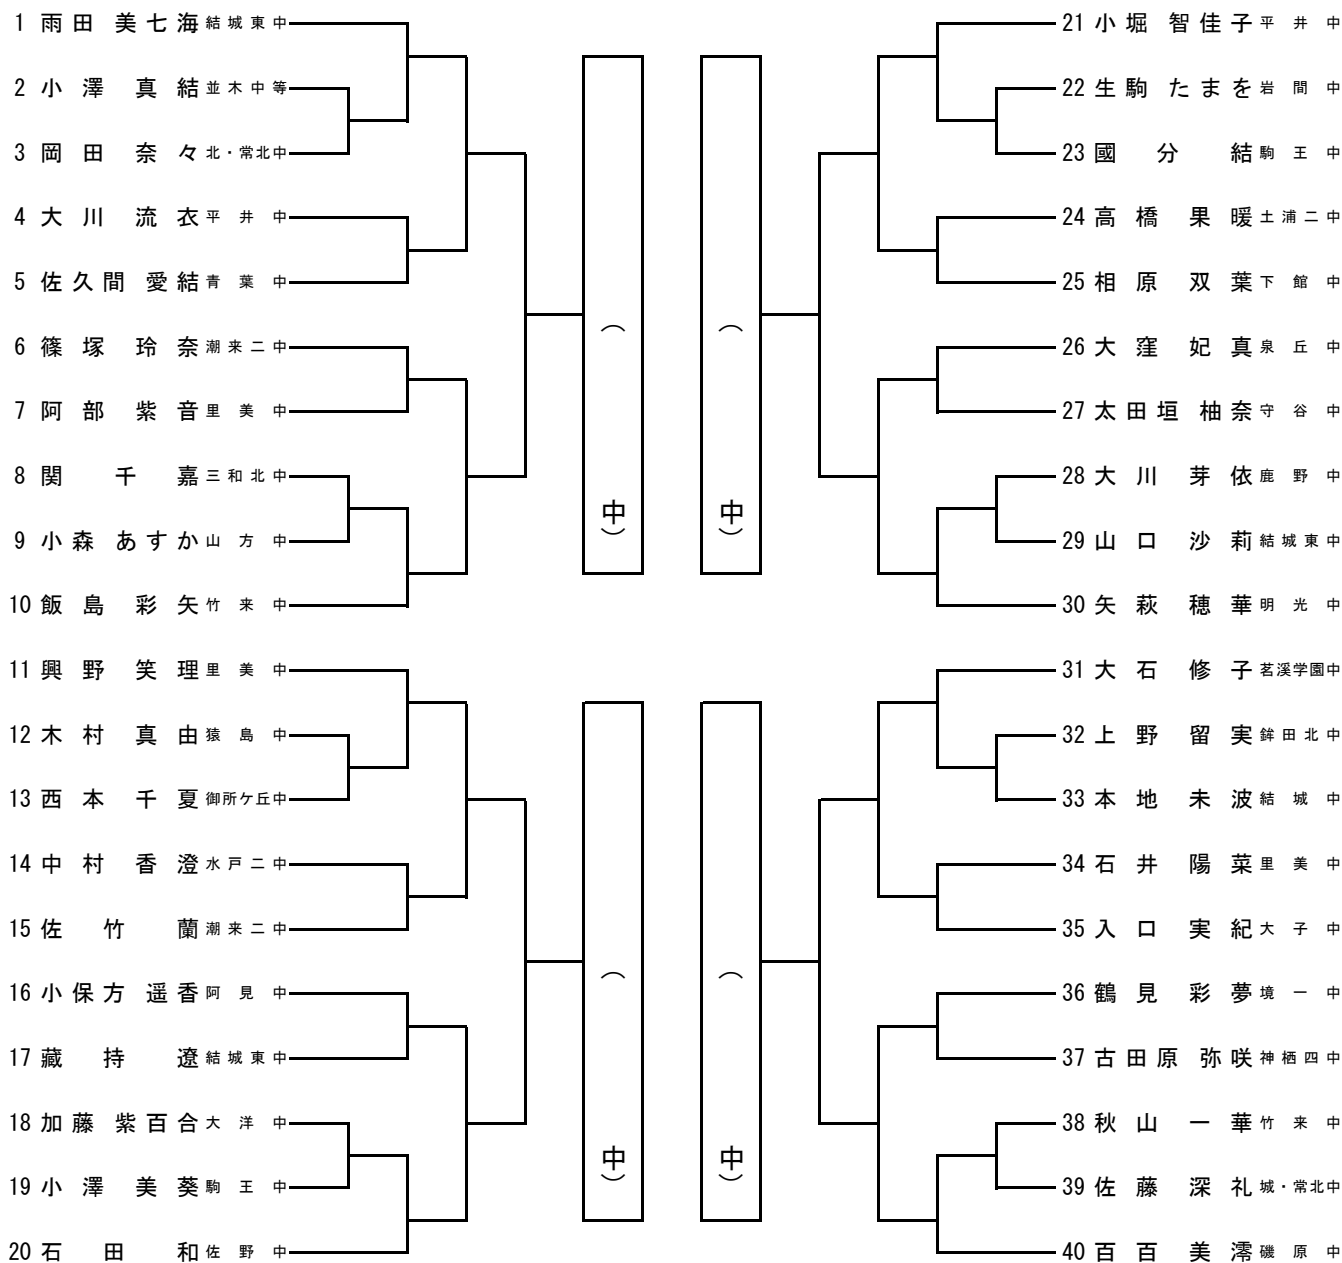 1 雨田 美七海 結城東中
2 小澤 真結 並木中等
3 岡田 奈々 北・常北中
4 大川 流衣 平井中
5 佐久間 愛結 青葉中
6 篠塚 玲奈 潮来二中
7 阿部 紫音 里美中
8 関 千嘉 三和北中
9 小森 あすか 山方中
10 飯島 彩矢 竹来中
11 興野 笑理 里美中
12 木村 真由 猿島中
13 西本 千夏 御所ケ丘中
14 中村 香澄 水戸二中
15 佐竹 蘭 潮来二中
16 小保方 遥香 阿見中
17 藏持 遼 結城東中
18 加藤 紫百合 大洋中
19 小澤 美葵 駒王中
20 石田 和 佐野中
( 中)
( 中)
( 中)
( 中)
21 小堀 智佳子 平井中
22 生駒 たまを 岩間中
23 國分 結 駒王中
24 高橋 果暖 土浦二中
25 相原 双葉 下館中
26 大窪 妃真 泉丘中
27 太田垣 柚奈 守谷中
28 大川 芽依 鹿野中
29 山口 沙莉 結城東中
30 矢萩 穂華 明光中
31 大石 修子 茗溪学園中
32 上野 留実 鉾田北中
33 本地 未波 結城中
34 石井 陽菜 里美中
35 入口 実紀 大子中
36 鶴見 彩夢 境一中
37 古田原 弥咲 神栖四中
38 秋山 一華 竹来中
39 佐藤 深礼 城・常北中
40 百百 美澪 磯原中